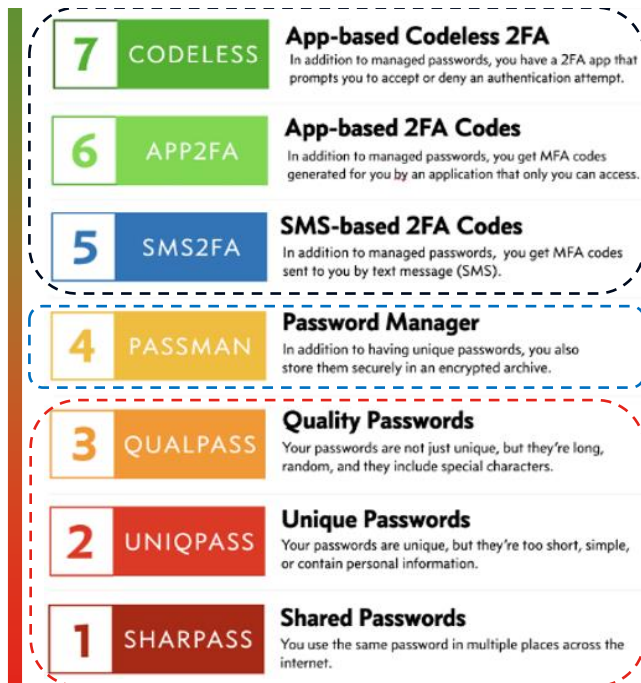 7 CODELESS
App-based Codeless 2FA
In addition to managed passwords, you have a 2FA app that
prompts you to accept or deny an authentication attempt.
6 APP2FA
App-based 2FA Codes
In addition to managed passwords, you get MFA codes
generated for you by an application that only you can access.
5 SMS2FA
SMS-based 2FA Codes
In addition to managed passwords, you get MFA codes
sent to you by text message (SMS).
4 PASSMAN
Password Manager
In addition to having unique passwords, you also
store them securely in an encrypted archive.
3 QUALPASS
Quality Passwords
Your passwords are not just unique, but they're long,
random, and they include special characters.
2 UNIQPASS
Unique Passwords
Your passwords are unique, but they're too short, simple,
or contain personal information.
1 SHARPASS
Shared Passwords
You use the same password in multiple places across the
internet.